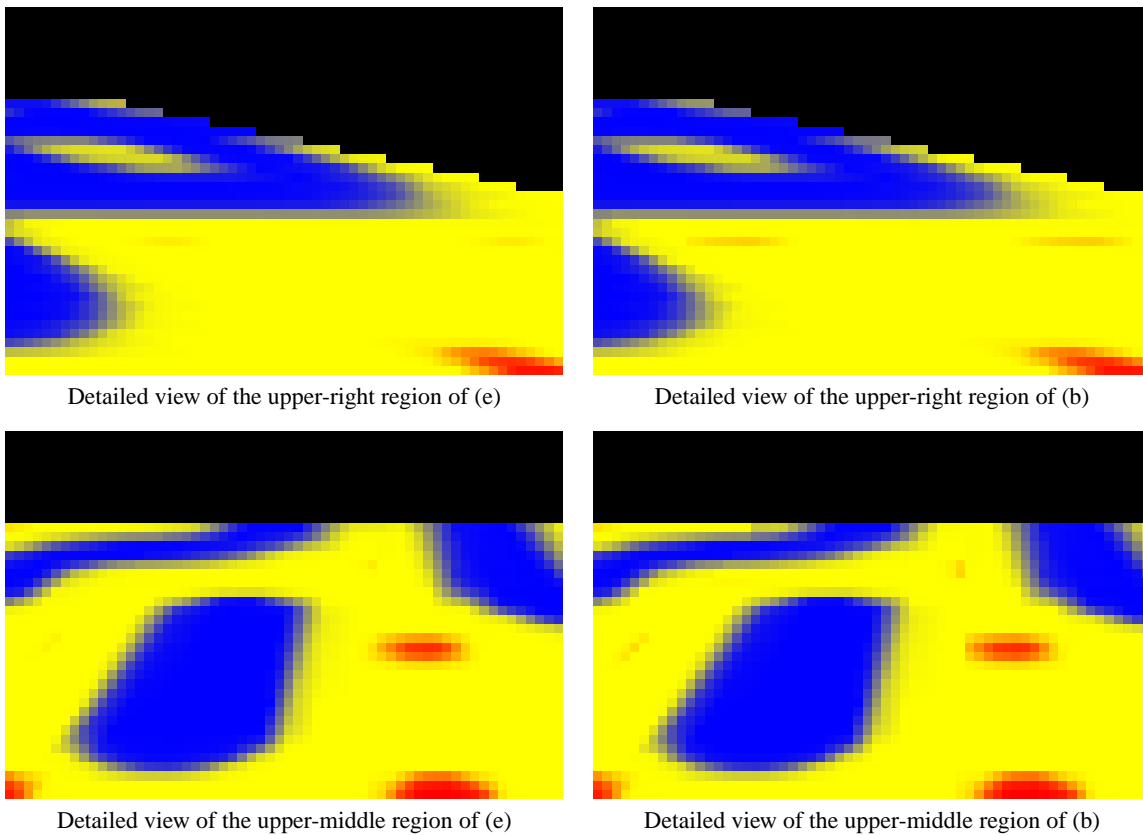 Detailed view of the upper-right region of (e)
Detailed view of the upper-right region of (b)
Detailed view of the upper-middle region of (e)
Detailed view of the upper-middle region of (b)